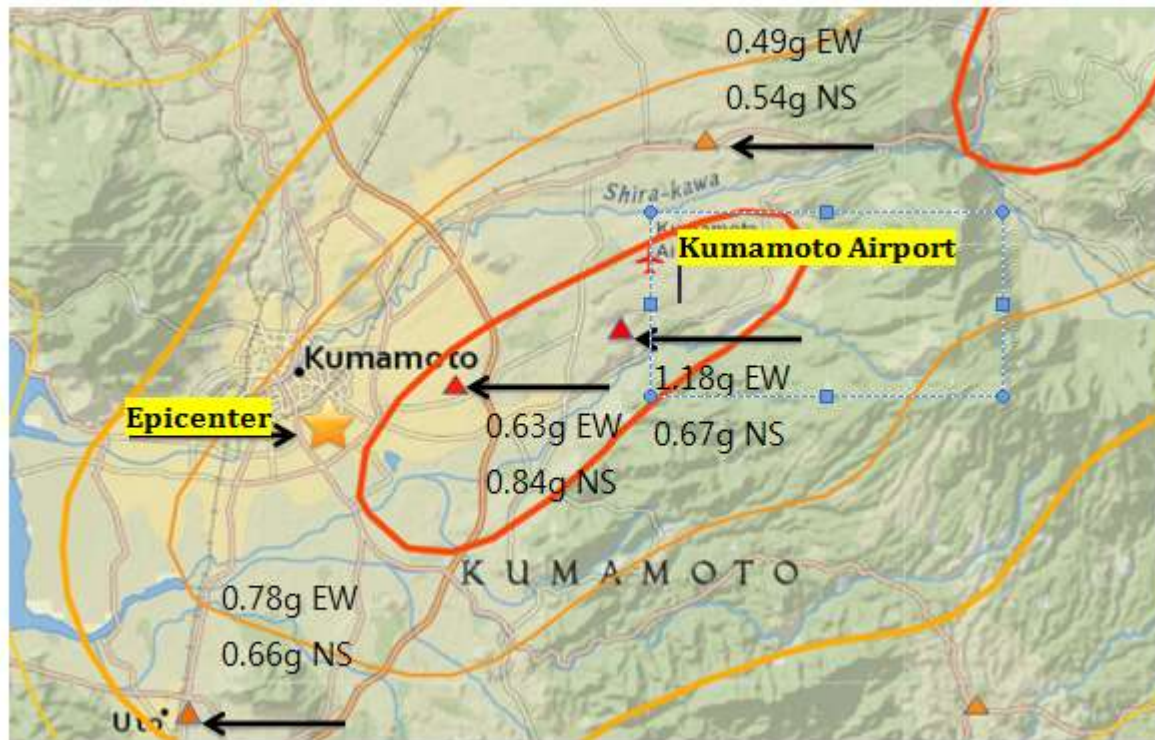 0.49g EW
0.54g NS
Shira-kawa
Kumamoto Airport
Kumamoto
1.18g EW
0.67g NS
Epicenter
0.63g EW
0.84g NS
KUMAMOTO
0.78g EW
0.66g NS
Uto